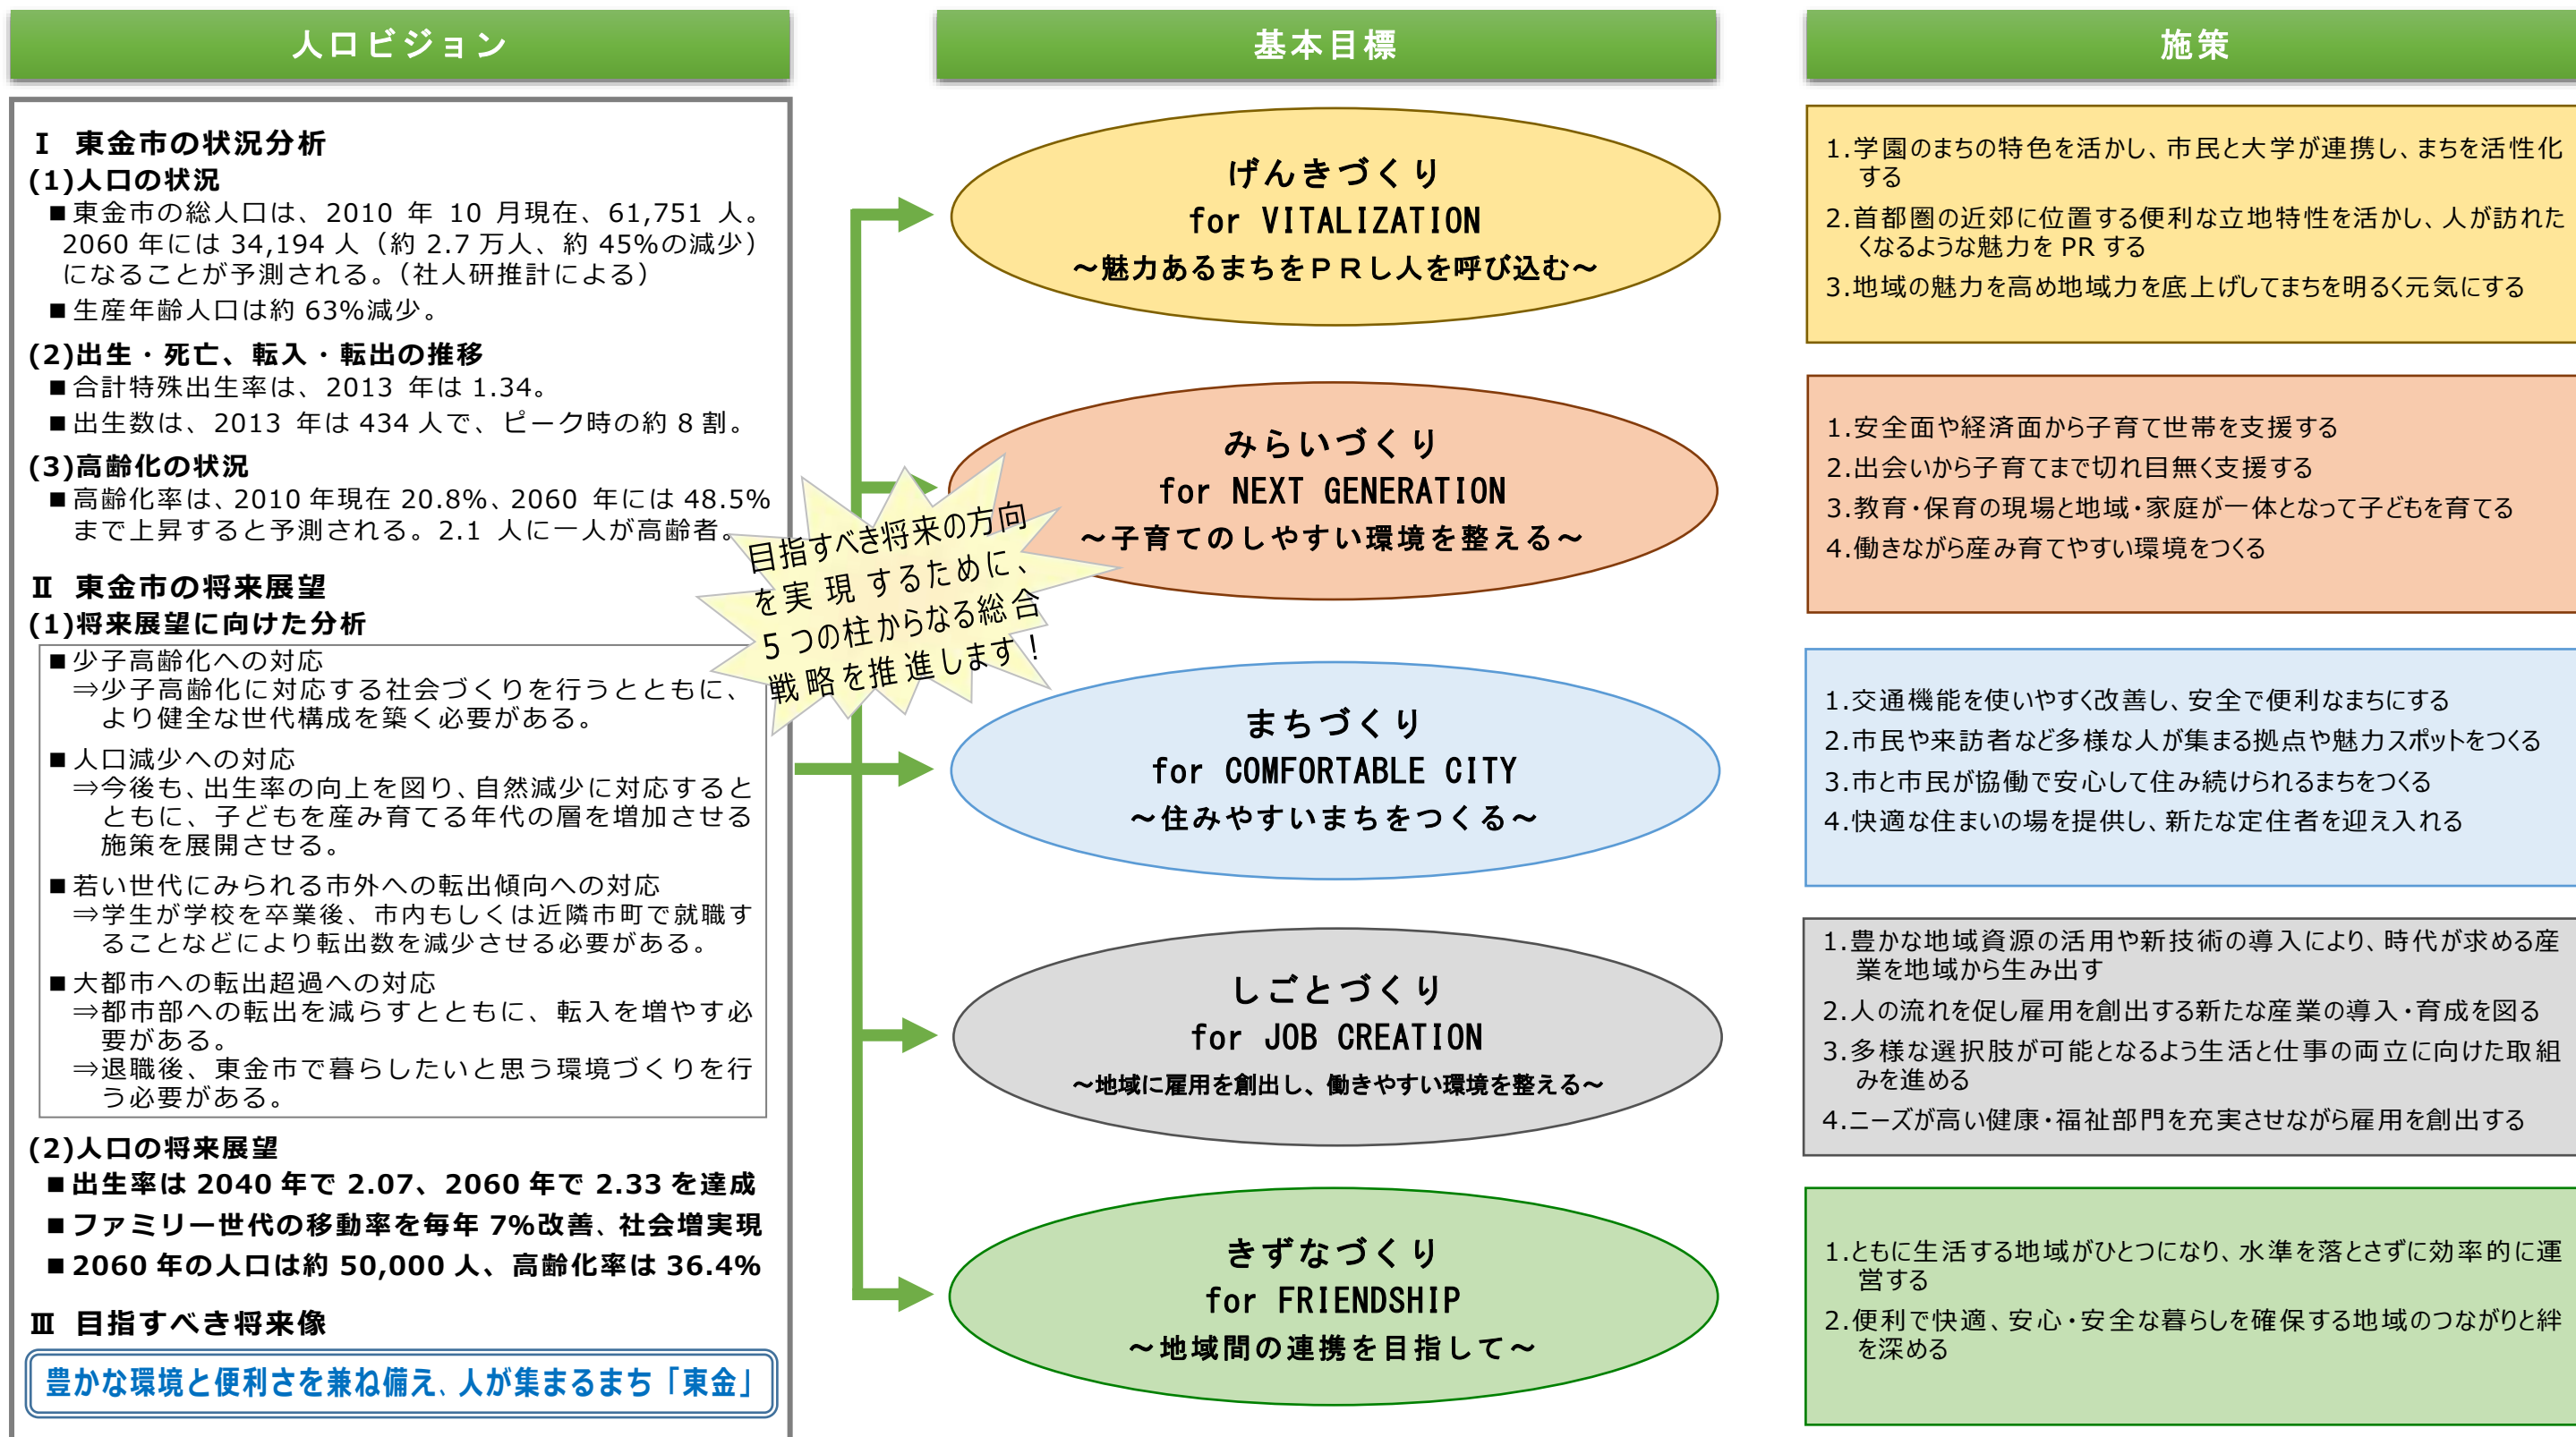 人口ビジョン
Ⅰ 東金市の状況分析
(1)人口の状況
■東金市の総人口は、2010 年 10 月現在、61,751 人。
2060 年には 34,194 人（約 2.7 万人、約 45%の減少）
になることが予測される。（社人研推計による）
■生産年齢人口は約 63%減少。
(2)出生・死亡、転入・転出の推移
■合計特殊出生率は、2013 年は 1.34。
■出生数は、2013 年は 434 人で、ピーク時の約 8 割。
(3)高齢化の状況
■高齢化率は、2010 年現在 20.8%、2060 年には 48.5%
まで上昇すると予測される。2.1 人に一人が高齢者。
Ⅱ 東金市の将来展望
(1)将来展望に向けた分析
■少子高齢化への対応
⇒少子高齢化に対応する社会づくりを行うとともに、
より健全な世代構成を築く必要がある。
■人口減少への対応
⇒今後も、出生率の向上を図り、自然減少に対応すると
ともに、子どもを産み育てる年代の層を増加させる
施策を展開させる。
■若い世代にみられる市外への転出傾向への対応
⇒学生が学校を卒業後、市内もしくは近隣市町で就職す
ることなどにより転出数を減少させる必要がある。
■大都市への転出超過への対応
⇒都市部への転出を減らすとともに、転入を増やす必
要がある。
⇒退職後、東金市で暮らしたいと思う環境づくりを行
う必要がある。
(2)人口の将来展望
■出生率は 2040 年で 2.07、2060 年で 2.33 を達成
■ファミリー世代の移動率を毎年 7%改善、社会増実現
■2060 年の人口は約 50,000 人、高齢化率は 36.4%
Ⅲ 目指すべき将来像
豊かな環境と便利さを兼ね備え、人が集まるまち「東金」
目指すべき将来の方向
を実現するために、
5 つの柱からなる総合
戦略を推進します！
基本目標
げんきづくり
for VITALIZATION
～魅力あるまちをＰＲし人を呼び込む～
みらいづくり
for NEXT GENERATION
～子育てのしやすい環境を整える～
まちづくり
for COMFORTABLE CITY
～住みやすいまちをつくる～
しごとづくり
for JOB CREATION
～地域に雇用を創出し、働きやすい環境を整える～
きずなづくり
for FRIENDSHIP
～地域間の連携を目指して～
施策
1.学園のまちの特色を活かし、市民と大学が連携し、まちを活性化
する
2.首都圏の近郊に位置する便利な立地特性を活かし、人が訪れた
くなるような魅力を PR する
3.地域の魅力を高め地域力を底上げしてまちを明るく元気にする
1.安全面や経済面から子育て世帯を支援する
2.出会いから子育てまで切れ目無く支援する
3.教育・保育の現場と地域・家庭が一体となって子どもを育てる
4.働きながら産み育てやすい環境をつくる
1.交通機能を使いやすく改善し、安全で便利なまちにする
2.市民や来訪者など多様な人が集まる拠点や魅力スポットをつくる
3.市と市民が協働で安心して住み続けられるまちをつくる
4.快適な住まいの場を提供し、新たな定住者を迎え入れる
1.豊かな地域資源の活用や新技術の導入により、時代が求める産
業を地域から生み出す
2.人の流れを促し雇用を創出する新たな産業の導入・育成を図る
3.多様な選択肢が可能となるよう生活と仕事の両立に向けた取組
みを進める
4.ニーズが高い健康・福祉部門を充実させながら雇用を創出する
1.ともに生活する地域がひとつになり、水準を落とさずに効率的に運
営する
2.便利で快適、安心・安全な暮らしを確保する地域のつながりと絆
を深める